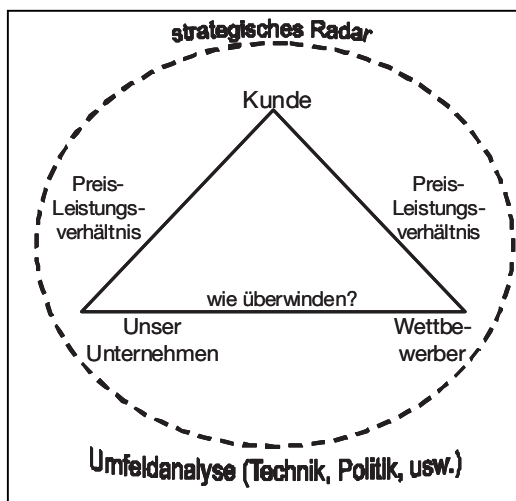 strategisches Radar
Kunde
Preis-
Leistungs-
verhältnis
Preis-
Leistungs-
verhältnis
wie überwinden?
Unser
Unternehmen
Wettbe-
werber
Umfeldanalyse (Technik, Politik, usw.)